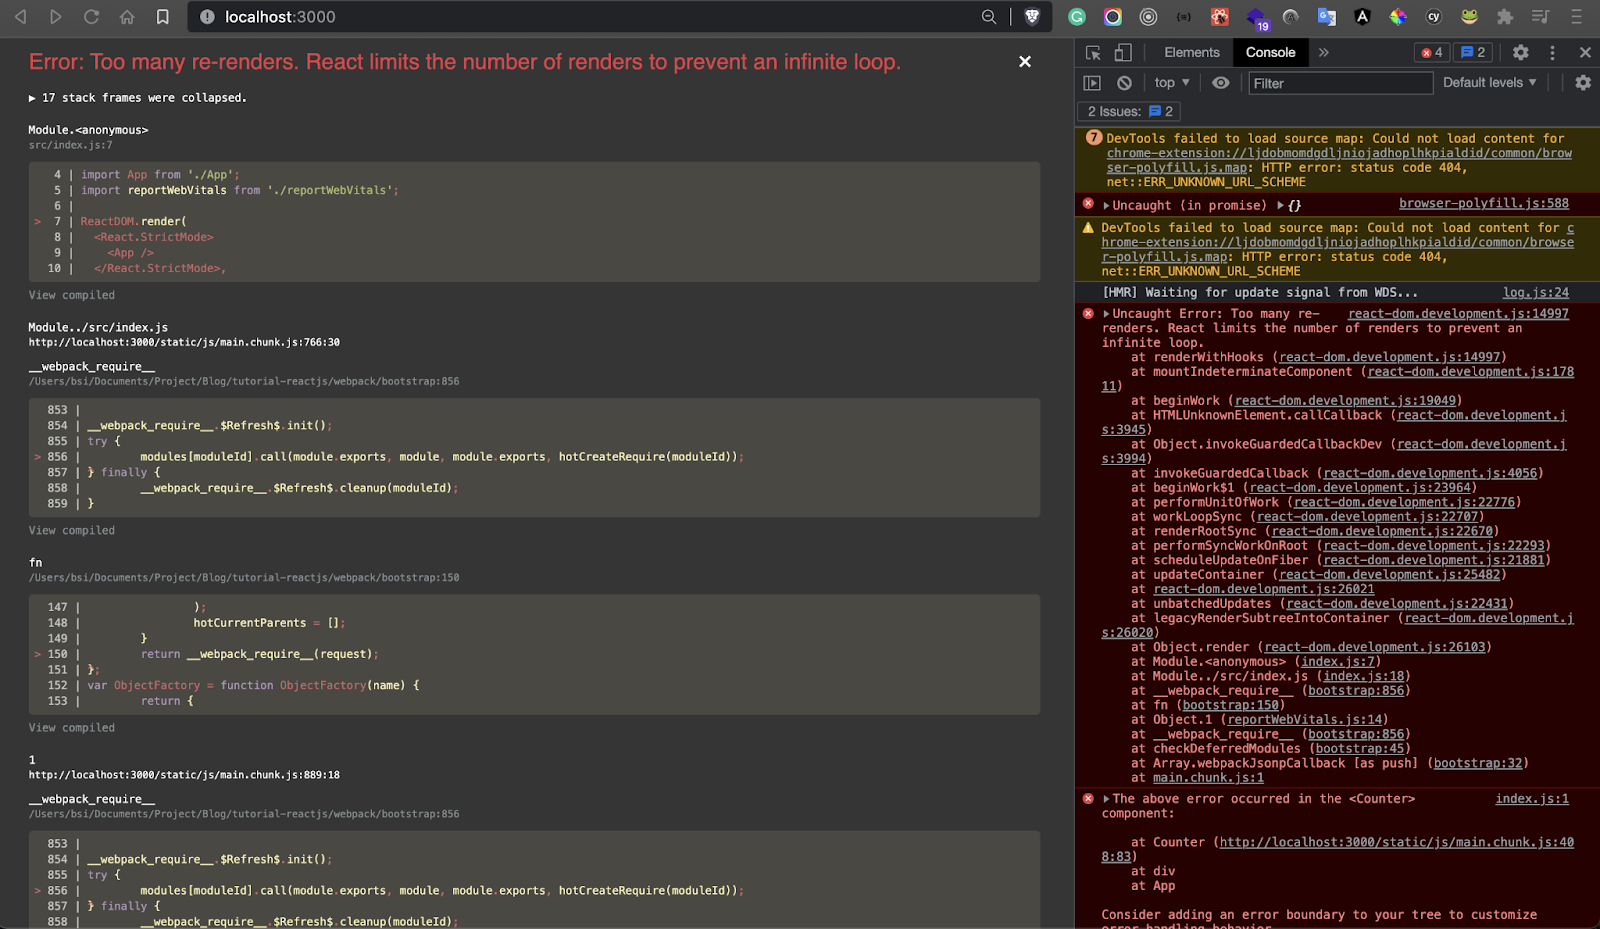 localhost:3000
19
cy
Error: Too many re-renders. React limits the number of renders to prevent an infinite loop.
▶ 17 stack frames were collapsed.
Module.<anonymous>
src/index.js:7
4 | import App from './App';
5 | import reportWebVitals from './reportWebVitals';
6 |
> 7 | ReactDOM.render(
8 | <React.StrictMode>
9 | <App />
10 | </React.StrictMode>,
View compiled
Module../src/index.js
http://localhost:3000/static/js/main.chunk.js:766:30
__webpack_require__
/Users/bsi/Documents/Project/Blog/tutorial-reactjs/webpack/bootstrap:856
853 |
854 | __webpack_require__.$Refresh$.init();
855 | try {
> 856 | modules[moduleId].call(module.exports, module, module.exports, hotCreateRequire(moduleId));
857 | } finally {
858 | __webpack_require__.$Refresh$.cleanup(moduleId);
859 | }
View compiled
fn
/Users/bsi/Documents/Project/Blog/tutorial-reactjs/webpack/bootstrap:150
147 | );
148 | hotCurrentParents = [];
149 | }
> 150 | return __webpack_require__(request);
151 | };
152 | var ObjectFactory = function ObjectFactory(name) {
153 | return {
View compiled
1
http://localhost:3000/static/js/main.chunk.js:889:18
__webpack_require__
/Users/bsi/Documents/Project/Blog/tutorial-reactjs/webpack/bootstrap:856
853 |
854 | __webpack_require__.$Refresh$.init();
855 | try {
> 856 | modules[moduleId].call(module.exports, module, module.exports, hotCreateRequire(moduleId));
857 | } finally {
858 | __webpack_require__.$Refresh$.cleanup(moduleId);
Elements Console » 4 2
top ▼ Filter Default levels ▼
2 Issues: 2
7 DevTools failed to load source map: Could not load content for
chrome-extension://ljdobmomdgdljniojadhoplhkpialdid/common/brow
ser-polyfill.js.map: HTTP error: status code 404,
net::ERR_UNKNOWN_URL_SCHEME
▶Uncaught (in promise) ▶{} browser-polyfill.js:588
DevTools failed to load source map: Could not load content for c
hrome-extension://ljdobmomdgdljniojadhoplhkpialdid/common/browse
r-polyfill.js.map: HTTP error: status code 404,
net::ERR_UNKNOWN_URL_SCHEME
[HMR] Waiting for update signal from WDS... log.js:24
▶Uncaught Error: Too many re- react-dom.development.js:14997
renders. React limits the number of renders to prevent an
infinite loop.
at renderWithHooks (react-dom.development.js:14997)
at mountIndeterminateComponent (react-dom.development.js:178
11)
at beginWork (react-dom.development.js:19049)
at HTMLUnknownElement.callCallback (react-dom.development.j
s:3945)
at Object.invokeGuardedCallbackDev (react-dom.development.j
s:3994)
at invokeGuardedCallback (react-dom.development.js:4056)
at beginWork$1 (react-dom.development.js:23964)
at performUnitOfWork (react-dom.development.js:22776)
at workLoopSync (react-dom.development.js:22707)
at renderRootSync (react-dom.development.js:22670)
at performSyncWorkOnRoot (react-dom.development.js:22293)
at scheduleUpdateOnFiber (react-dom.development.js:21881)
at updateContainer (react-dom.development.js:25482)
at react-dom.development.js:26021
at unbatchedUpdates (react-dom.development.js:22431)
at legacyRenderSubtreeIntoContainer (react-dom.development.j
s:26020)
at Object.render (react-dom.development.js:26103)
at Module.<anonymous> (index.js:7)
at Module../src/index.js (index.js:18)
at __webpack_require__ (bootstrap:856)
at fn (bootstrap:150)
at Object.1 (reportWebVitals.js:14)
at __webpack_require__ (bootstrap:856)
at checkDeferredModules (bootstrap:45)
at Array.webpackJsonpCallback [as push] (bootstrap:32)
at main.chunk.js:1
▶The above error occurred in the <Counter> index.js:1
component:
at Counter (http://localhost:3000/static/js/main.chunk.js:40
8:83)
at div
at App
Consider adding an error boundary to your tree to customize
error handling behavior